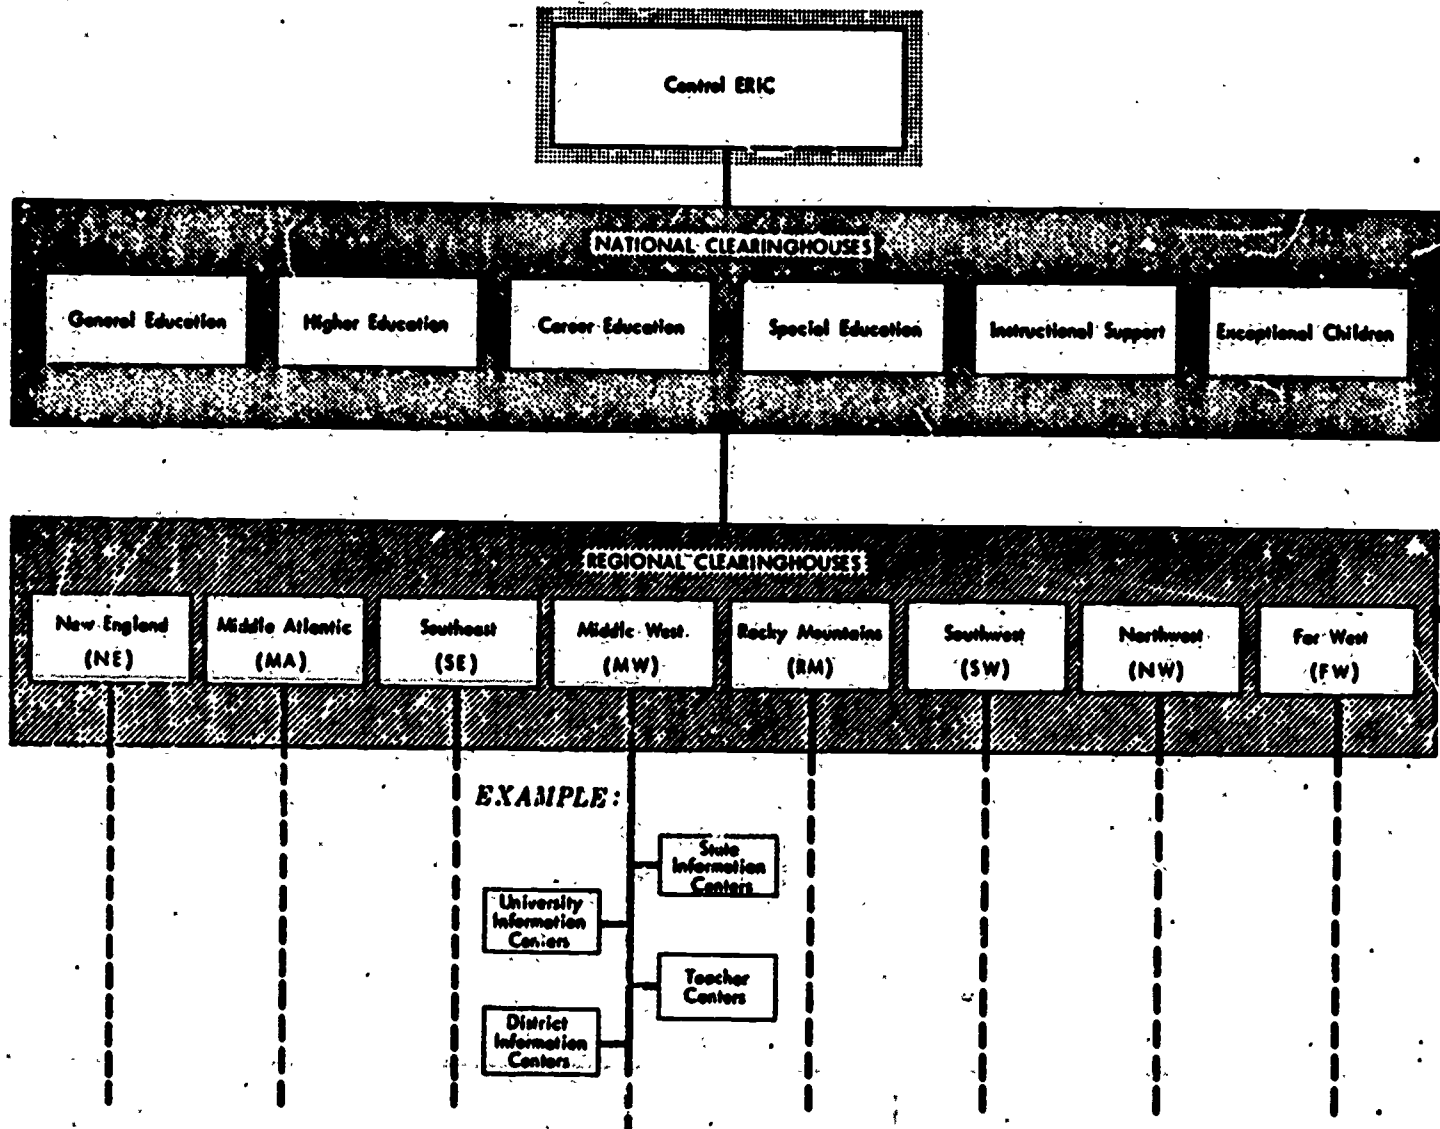 Central ERIC
NATIONAL CLEARINGHOUSES
General Education
Higher Education
Career Education
Special Education
Instructional Support
Exceptional Children
REGIONAL CLEARINGHOUSES
New England
(NE)
Middle Atlantic
(MA)
Southeast
(SE)
Middle West
(MW)
Rocky Mountains
(RM)
Southwest
(SW)
Northwest
(NW)
Far West
(FW)
EXAMPLE:
State
Information
Centers
University
Information
Centers
Teacher
Centers
District
Information
Centers